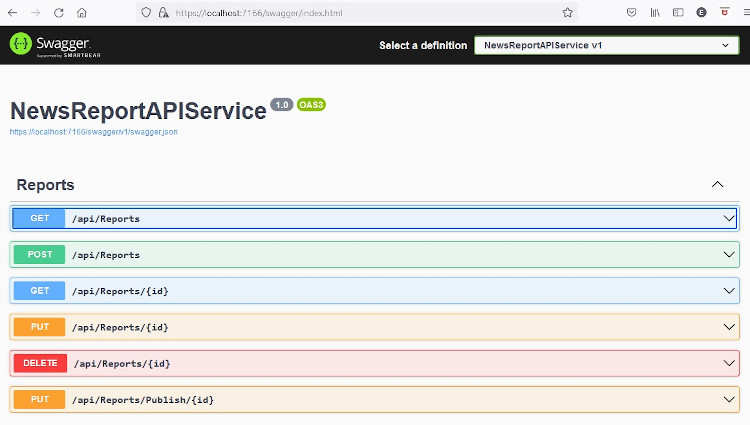 https://localhost:7166/swagger/index.html
E
Swagger.
Supported by SMARTBEAR
Select a definition
NewsReportAPIService v1
NewsReportAPIService 1.0 OAS3
https://localhost:7166/swagger/v1/swagger.json
Reports
GET /api/Reports
POST /api/Reports
GET /api/Reports/{id}
PUT /api/Reports/{id}
DELETE /api/Reports/{id}
PUT /api/Reports/Publish/{id}